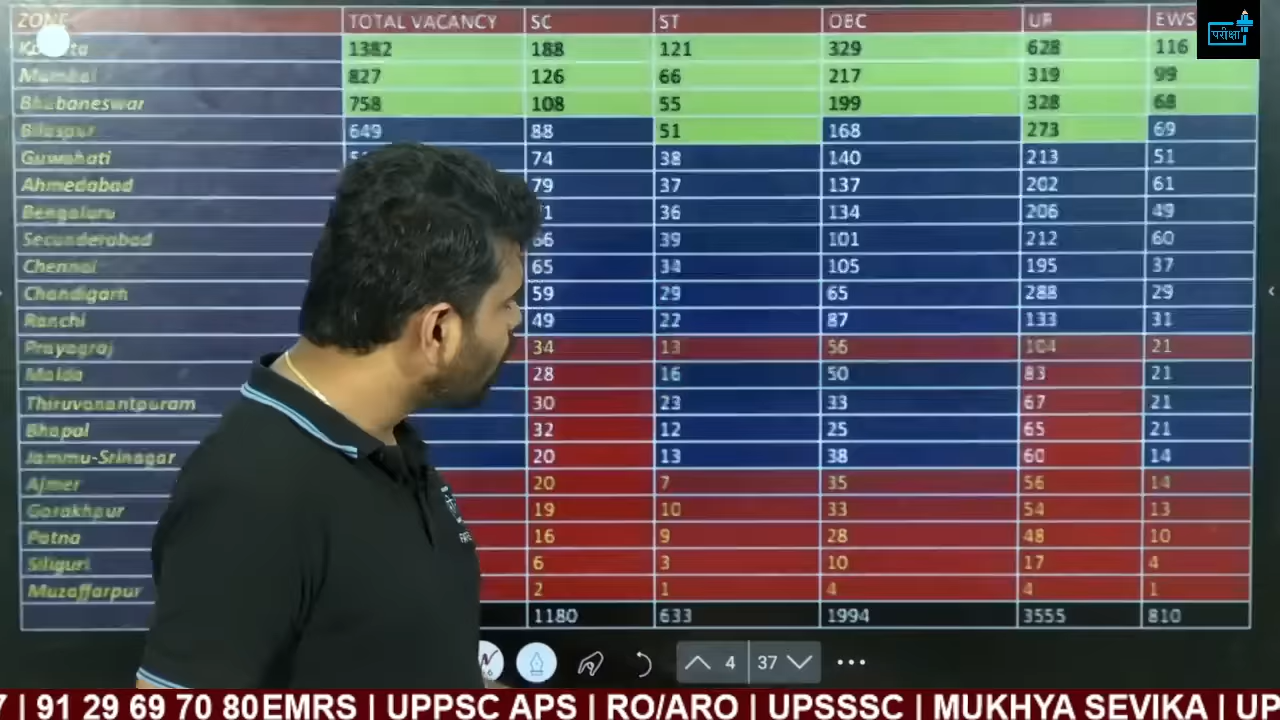 ZONE TOTAL VACANCY SC ST OBC UR EWS
परीक्षा
1382 188 121 329 628 116
Mumbai 827 126 66 217 319 99
Bhubaneswar 758 108 55 199 328 68
Bilaspur 649 88 51 168 273 69
Guwahati 74 38 140 213 51
Ahmedabad 79 37 137 202 61
Bengaluru 36 134 206 49
Secunderabad 39 101 212 60
Chennai 65 34 105 195 37
Chandigarh 59 29 65 288 29
Ranchi 49 22 87 133 31
Prayagraj 34 13 56 104 21
Malda 28 16 50 83 21
Thiruvanantpuram 30 23 33 67 21
Bhopal 32 12 25 65 21
Jammu-Srinagar 20 13 38 60 14
Ajmer 20 7 35 56 14
Gorakhpur 19 10 33 54 13
Patna 16 9 28 48 10
Siliguri 6 3 10 17 4
Muzaffarpur 2 1 4 4 1
1180 633 1994 3555 810
4 37
7 | 91 29 69 70 80 EMRS | UPPSC APS | RO/ARO | UPSSSC | MUKHYA SEVIKA | UP